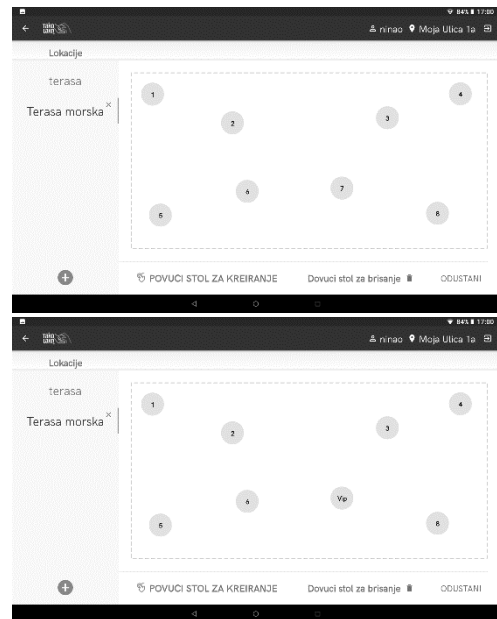 84% 17:00
ninao Moja Ulica 1a
Lokacije
terasa
Terasa morska
1
2
3
4
5
6
7
8
POVUCI STOL ZA KREIRANJE Dovuci stol za brisanje ODUSTANI
84% 17:00
ninao Moja Ulica 1a
Lokacije
terasa
Terasa morska
1
2
3
4
5
6
Vip
8
POVUCI STOL ZA KREIRANJE Dovuci stol za brisanje ODUSTANI